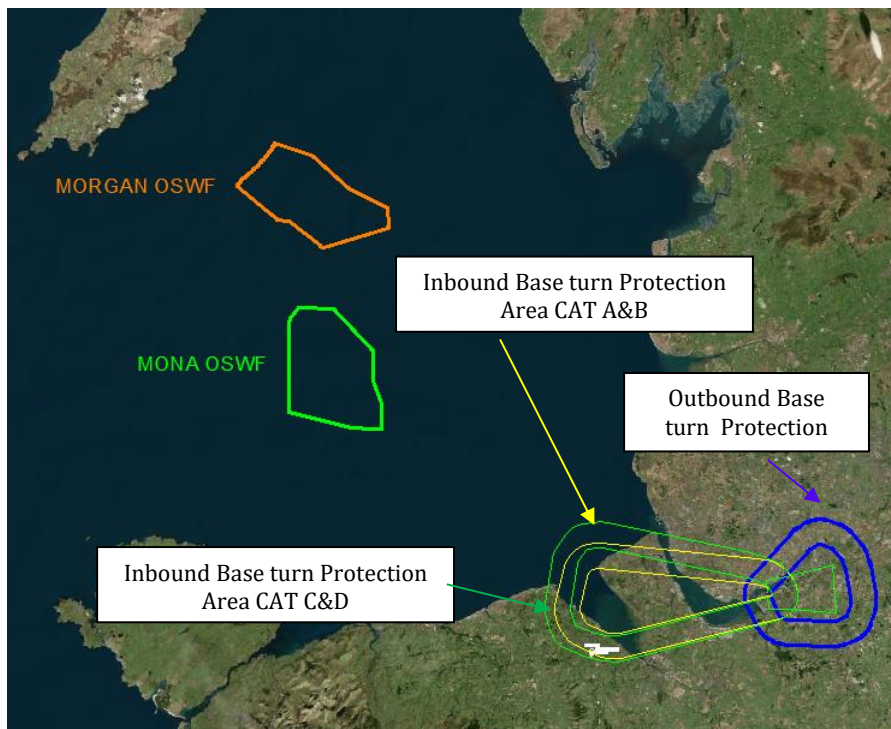 MORGAN OSWF
Inbound Base turn Protection
Area CAT A&B
MONA OSWF
Outbound Base
turn Protection
Inbound Base turn Protection
Area CAT C&D